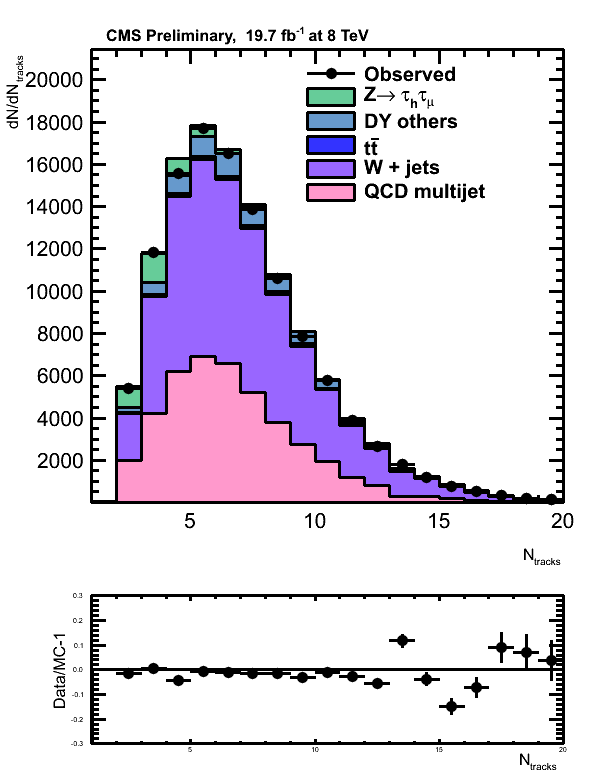 CMS Preliminary, 19.7 fb⁻¹ at 8 TeV
dN/dN_tracks
20000
18000
16000
14000
12000
10000
8000
6000
4000
2000
Observed
Z→ τ_h τ_μ
DY others
tt̄
W + jets
QCD multijet
5 10 15 20
N_tracks
Data/MC-1
0.3
0.2
0.1
0.0
-0.1
-0.2
-0.3
5 10 15 20
N_tracks